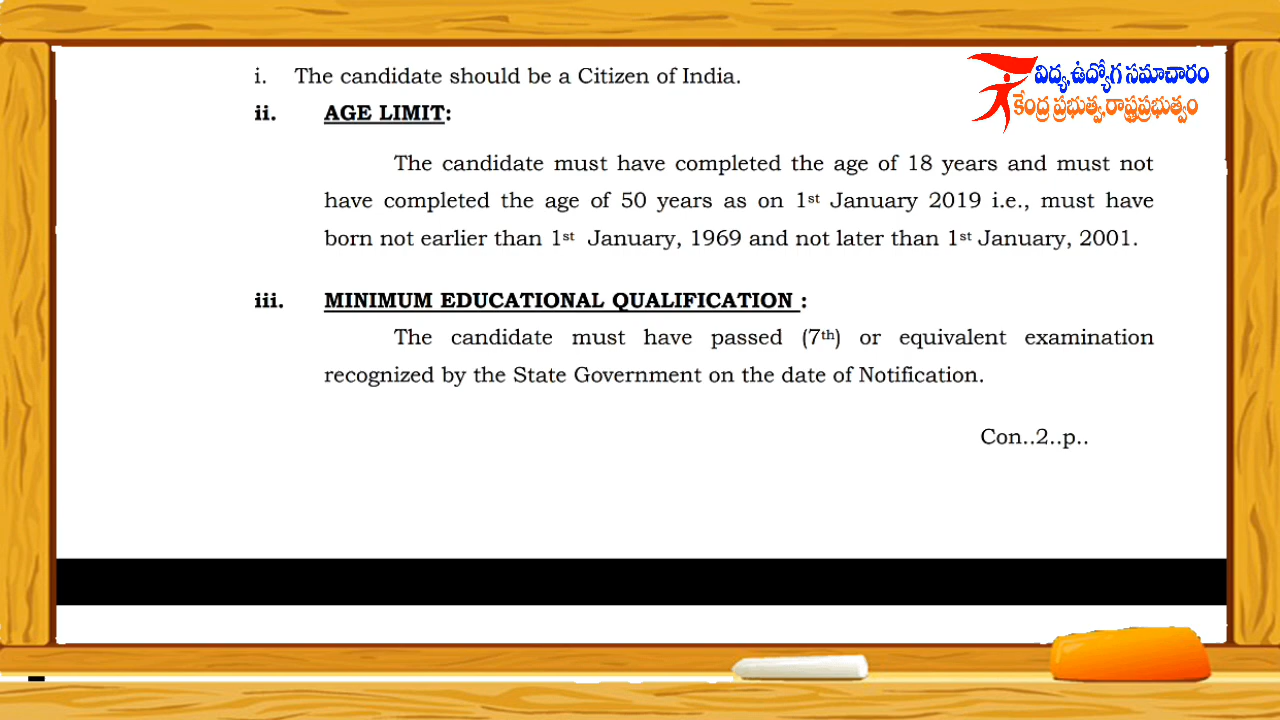 i. The candidate should be a Citizen of India.
విద్య,ఉద్యోగ సమాచారం
కేంద్ర ప్రభుత్వ,రాష్ట్రప్రభుత్వం
ii. AGE LIMIT:
The candidate must have completed the age of 18 years and must not
have completed the age of 50 years as on 1st January 2019 i.e., must have
born not earlier than 1st January, 1969 and not later than 1st January, 2001.
iii. MINIMUM EDUCATIONAL QUALIFICATION :
The candidate must have passed (7th) or equivalent examination
recognized by the State Government on the date of Notification.
Con..2..p..